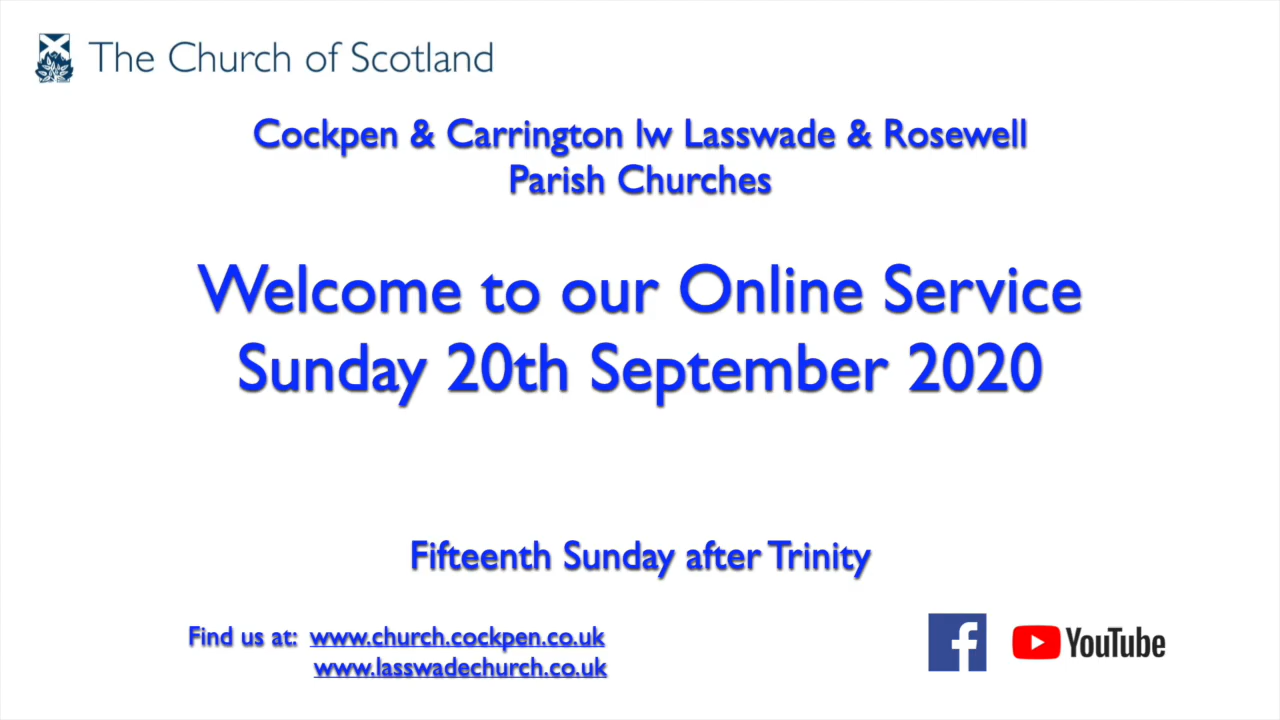 The Church of Scotland
Cockpen & Carrington lw Lasswade & Rosewell
Parish Churches
Welcome to our Online Service
Sunday 20th September 2020
Fifteenth Sunday after Trinity
Find us at: www.church.cockpen.co.uk
www.lasswadechurch.co.uk
YouTube